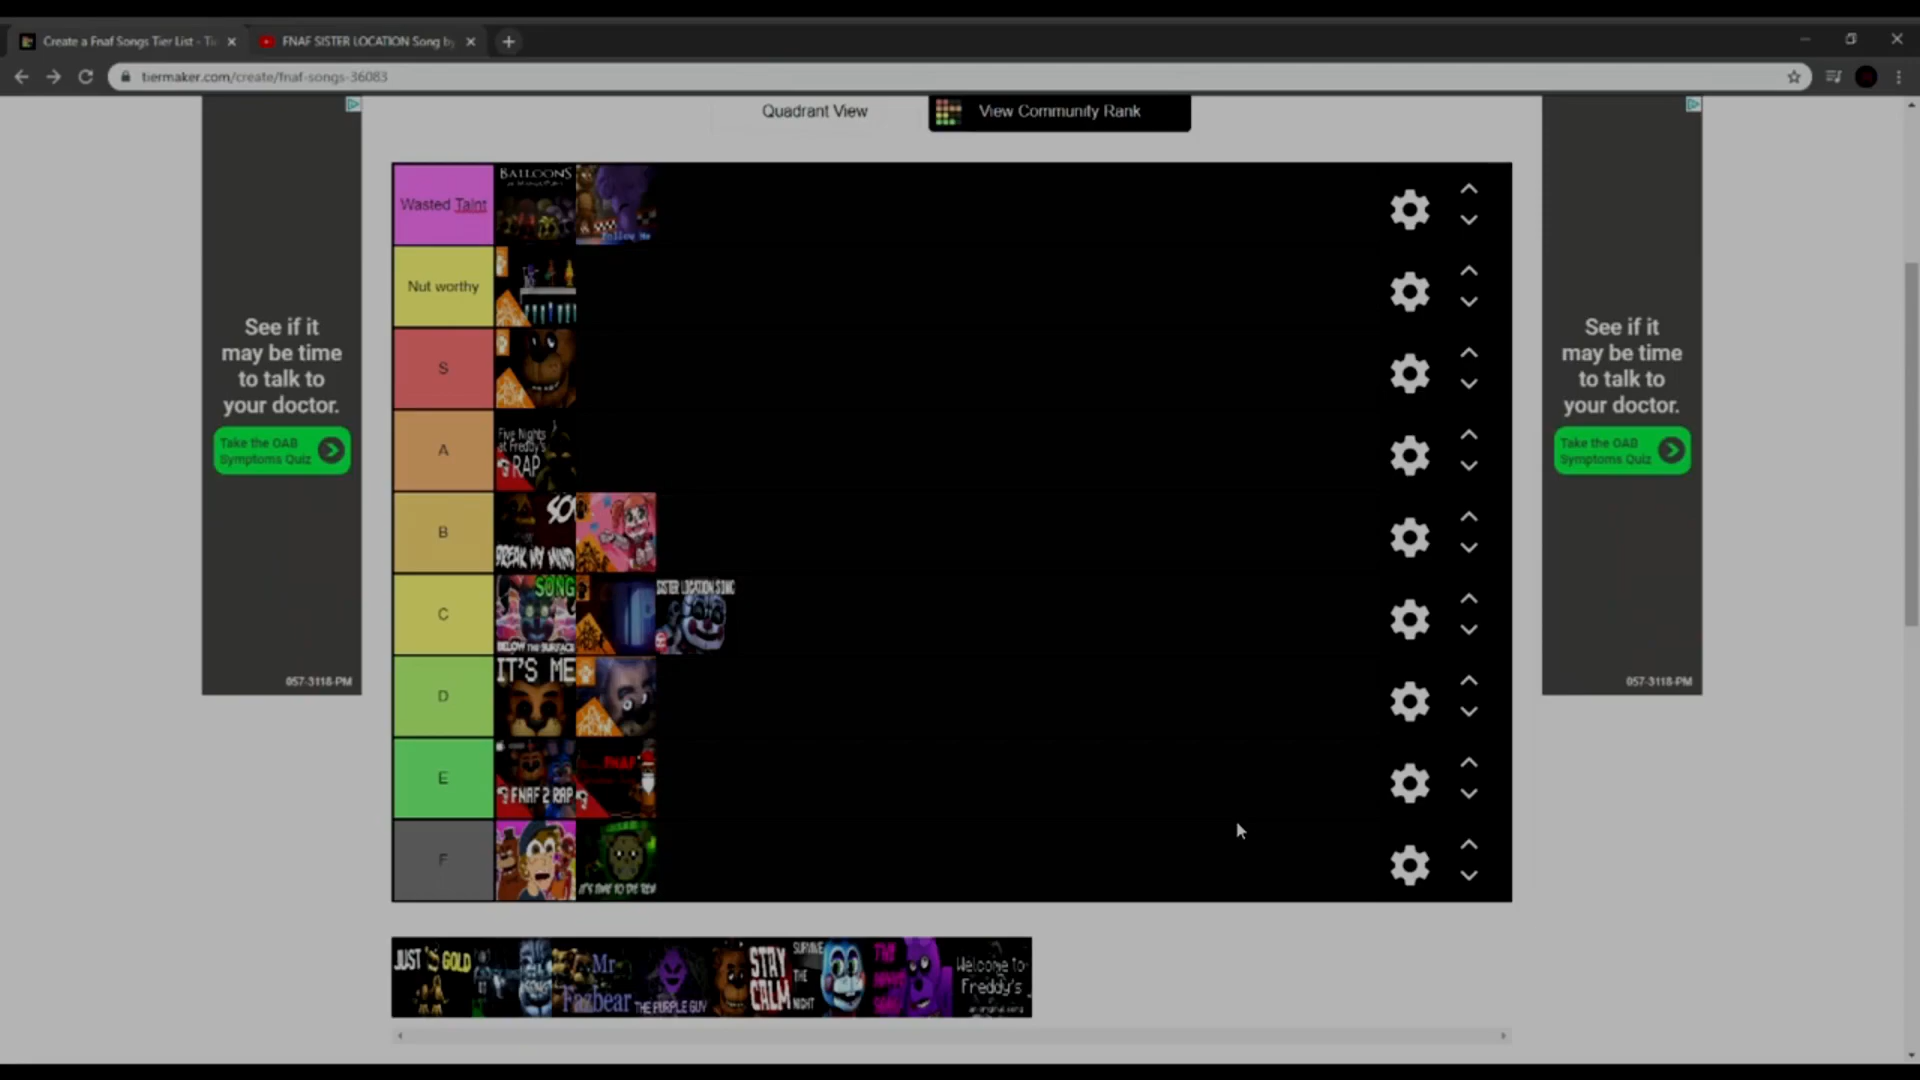 Create a Fnaf Songs Tier List - Ti
FNAF SISTER LOCATION Song by
tiermaker.com/create/fnaf-songs-36083
Quadrant View
View Community Rank
See if it
may be time
to talk to
your doctor.
Take the OAB
Symptoms Quiz
057-3118-PM
Wasted Taint
BALLOONS
Follow Me
Nut worthy
S
A
Five Nights
at Freddy's
RAP
B
BREAK MY MIND
C
SONG
BELOW THE SURFACE
SISTER LOCATION SONG
D
IT'S ME
E
FNAF 2 RAP
FNAF
F
IT'S TIME TO DIE
See if it
may be time
to talk to
your doctor.
Take the OAB
Symptoms Quiz
057-3118-PM
JUST GOLD
Mr
Fazbear
THE PURPLE GUY
STAY
CALM
SURVIVE
THE
NIGHT
THE
Welcome to
Freddy's